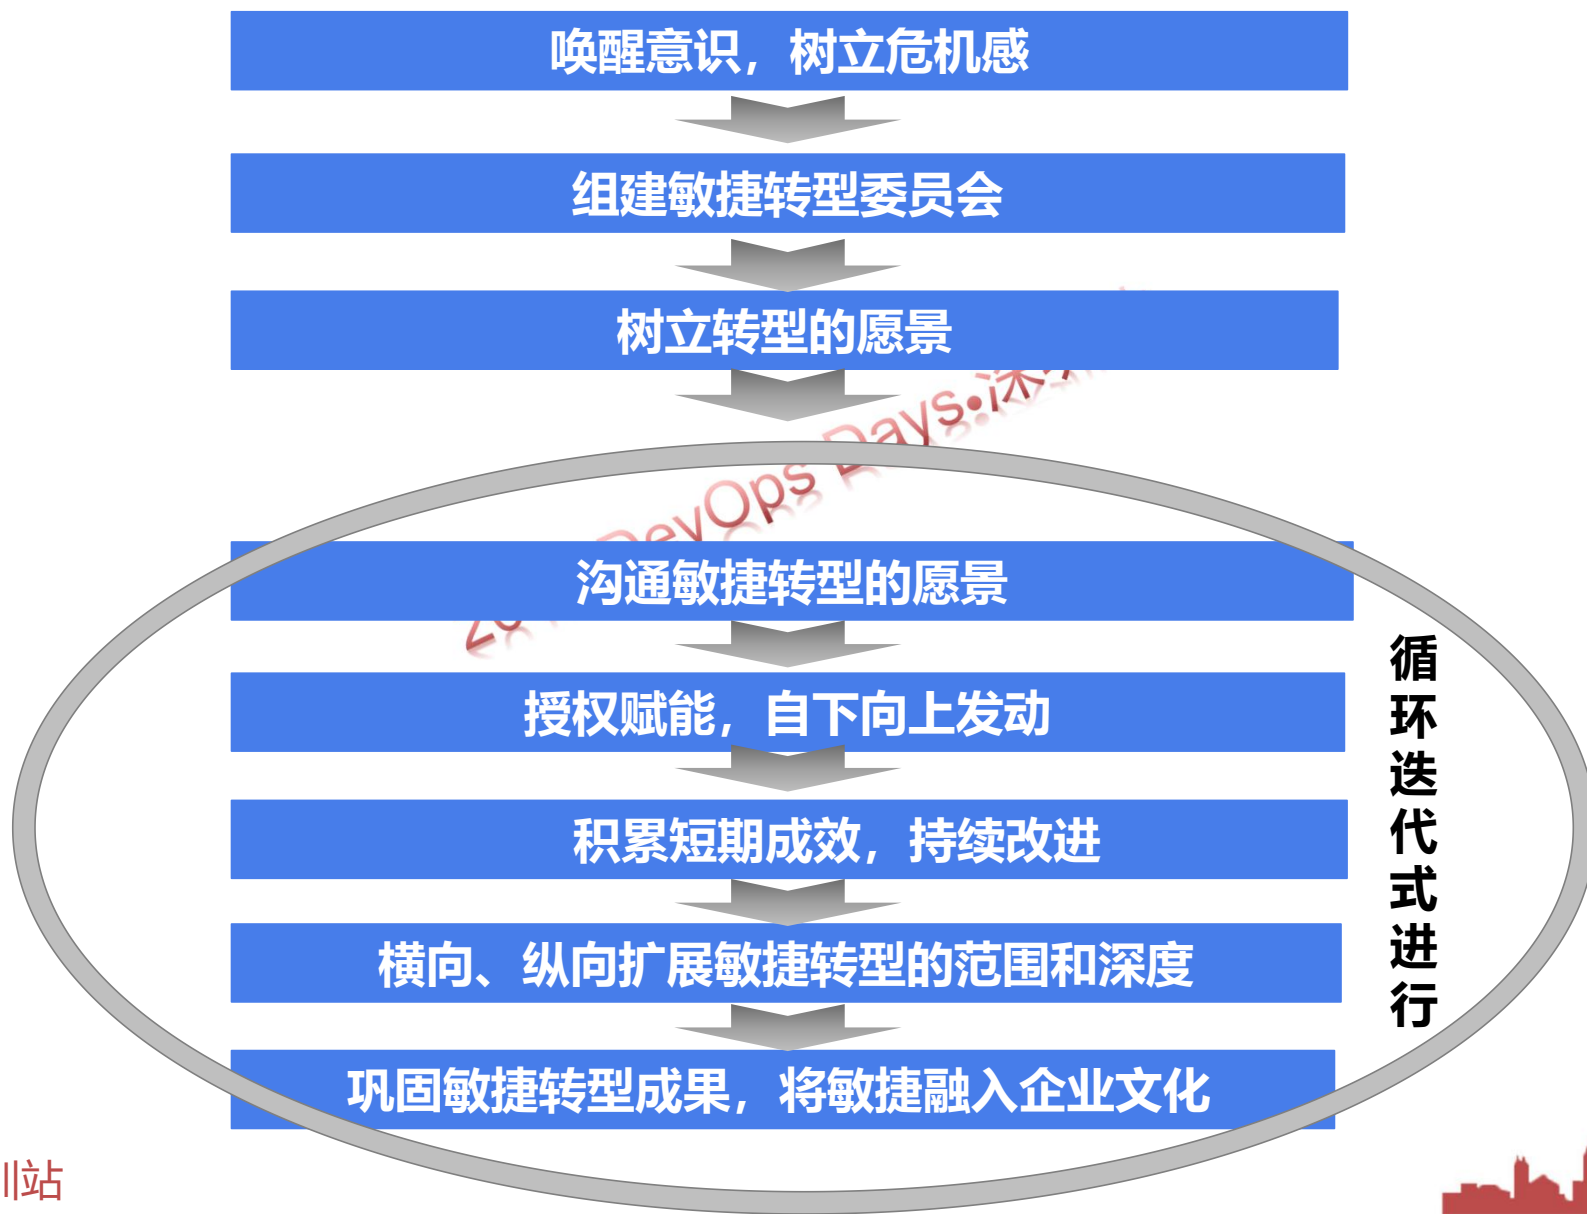 唤醒意识，树立危机感
组建敏捷转型委员会
树立转型的愿景
DevOps Days•深圳
沟通敏捷转型的愿景
授权赋能，自下向上发动
积累短期成效，持续改进
横向、纵向扩展敏捷转型的范围和深度
巩固敏捷转型成果，将敏捷融入企业文化
循环迭代式进行
圳站